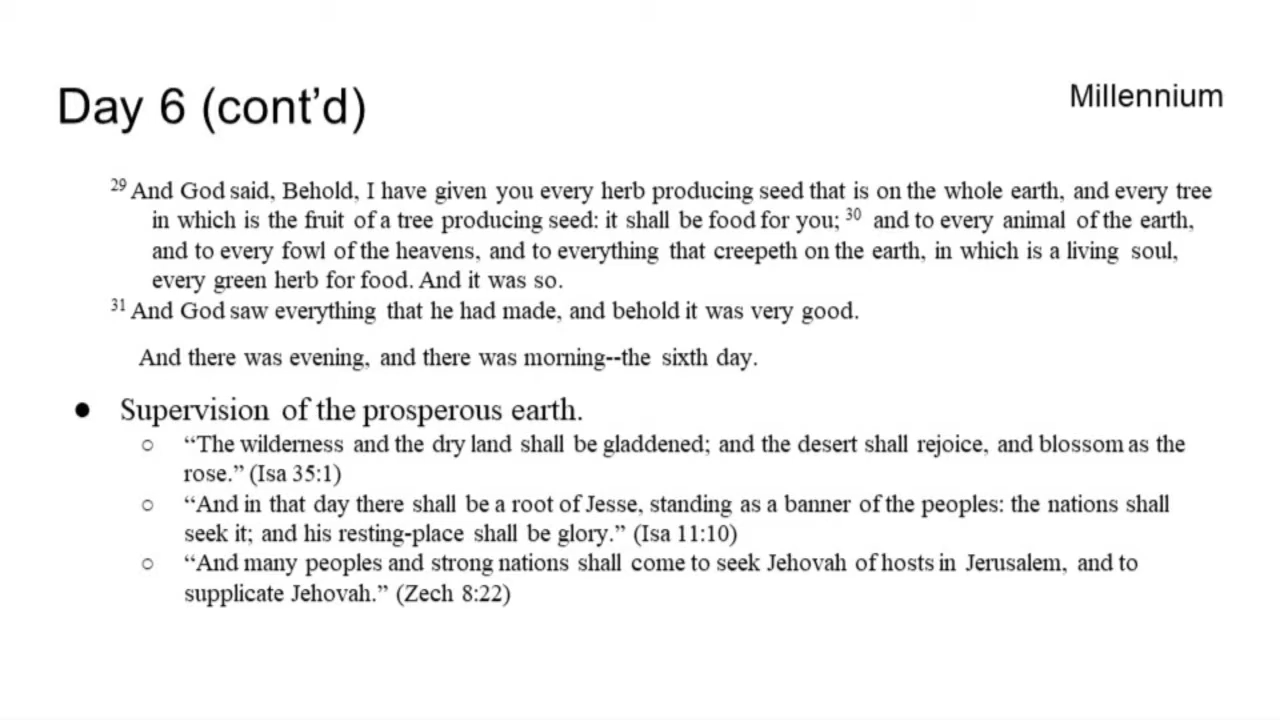 Day 6 (cont’d)
Millennium
29 And God said, Behold, I have given you every herb producing seed that is on the whole earth, and every tree
in which is the fruit of a tree producing seed: it shall be food for you; 30 and to every animal of the earth,
and to every fowl of the heavens, and to everything that creepeth on the earth, in which is a living soul,
every green herb for food. And it was so.
31 And God saw everything that he had made, and behold it was very good.
And there was evening, and there was morning--the sixth day.
● Supervision of the prosperous earth.
○ “The wilderness and the dry land shall be gladdened; and the desert shall rejoice, and blossom as the
rose.” (Isa 35:1)
○ “And in that day there shall be a root of Jesse, standing as a banner of the peoples: the nations shall
seek it; and his resting-place shall be glory.” (Isa 11:10)
○ “And many peoples and strong nations shall come to seek Jehovah of hosts in Jerusalem, and to
supplicate Jehovah.” (Zech 8:22)